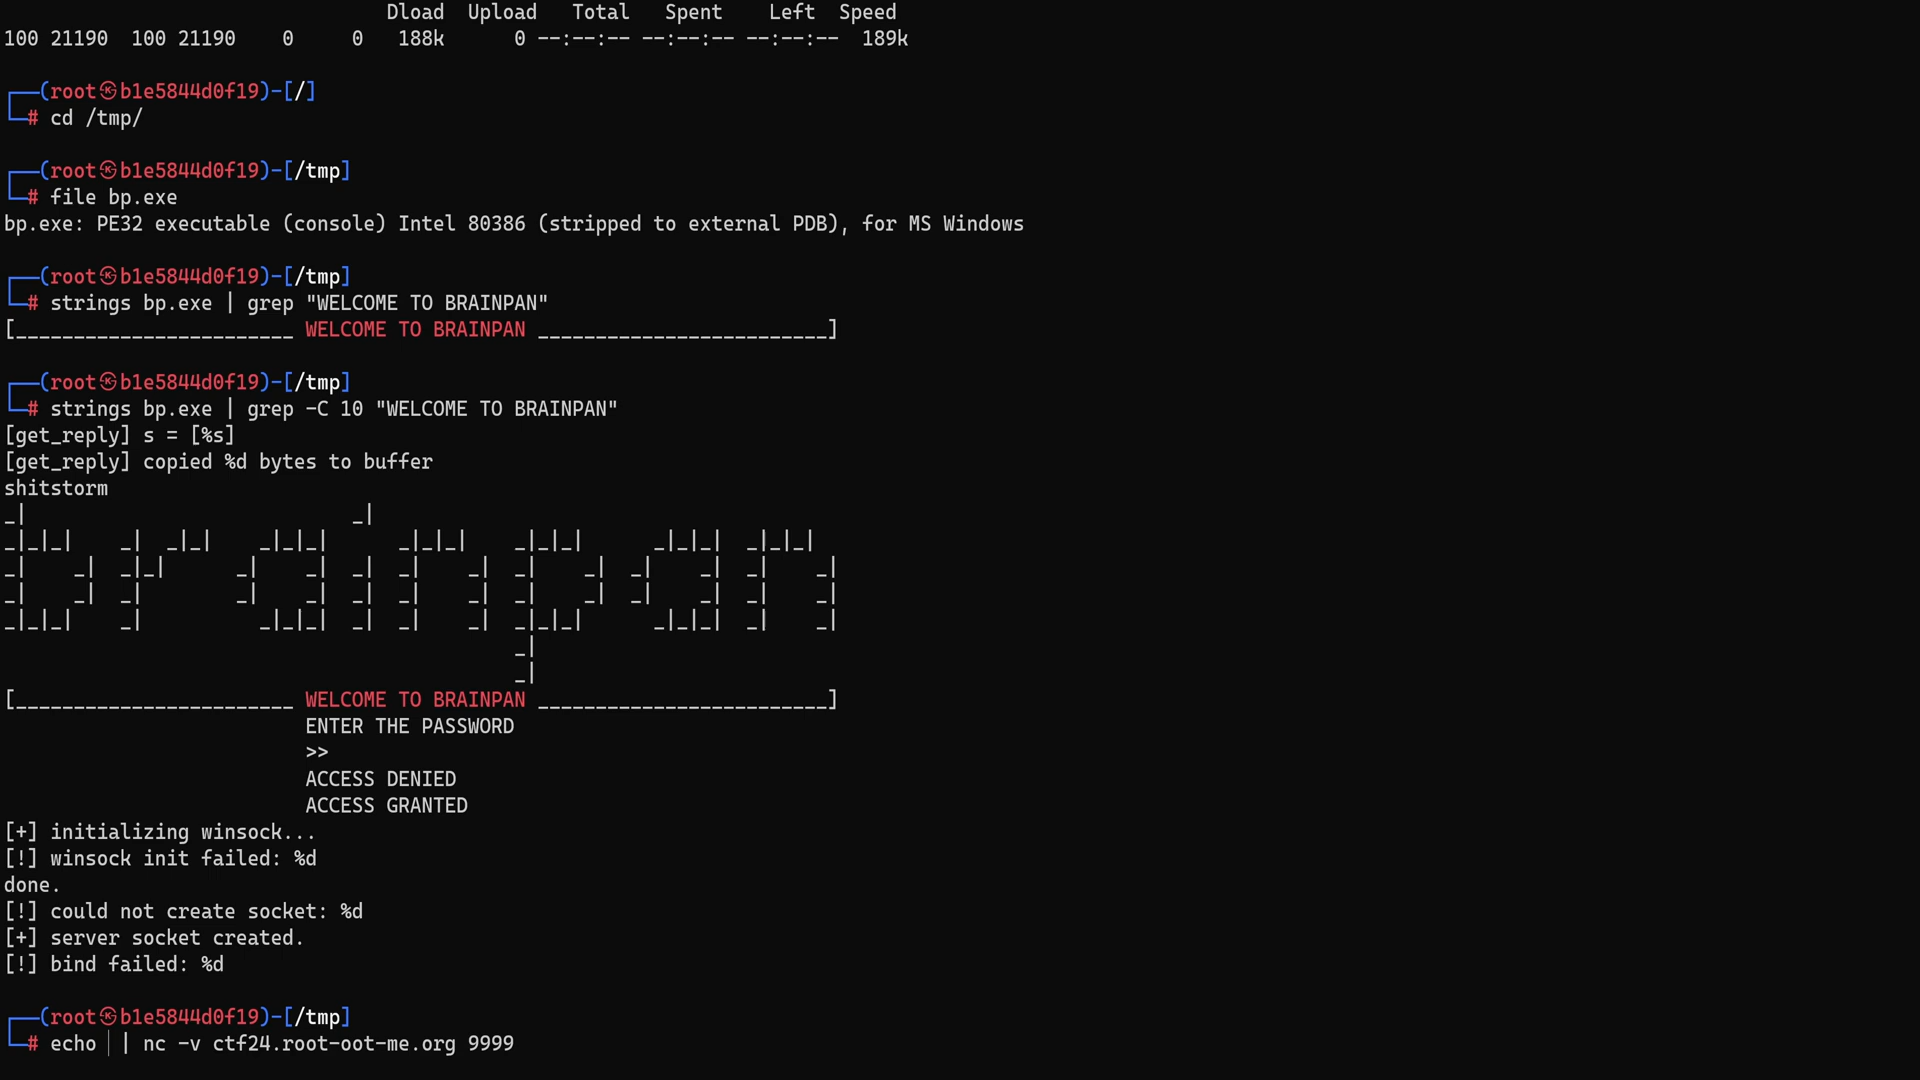 Dload  Upload   Total   Spent    Left  Speed
100 21190  100 21190    0     0   188k      0 --:--:-- --:--:-- --:--:--  189k
┌──(root㉿b1e5844d0f19)-[/]
└─# cd /tmp/
┌──(root㉿b1e5844d0f19)-[/tmp]
└─# file bp.exe
bp.exe: PE32 executable (console) Intel 80386 (stripped to external PDB), for MS Windows
┌──(root㉿b1e5844d0f19)-[/tmp]
└─# strings bp.exe | grep "WELCOME TO BRAINPAN"
[________________________ WELCOME TO BRAINPAN _________________________]
┌──(root㉿b1e5844d0f19)-[/tmp]
└─# strings bp.exe | grep -C 10 "WELCOME TO BRAINPAN"
[get_reply] s = [%s]
[get_reply] copied %d bytes to buffer
shitstorm
_|                            _|
_|_|_|    _|  _|_|    _|_|_|      _|_|_|    _|_|_|      _|_|_|  _|_|_|
_|    _|  _|_|      _|    _|  _|  _|    _|  _|    _|  _|    _|  _|    _|
_|    _|  _|        _|    _|  _|  _|    _|  _|    _|  _|    _|  _|    _|
_|_|_|    _|          _|_|_|  _|  _|    _|  _|_|_|      _|_|_|  _|    _|
                                            _|
                                            _|
[________________________ WELCOME TO BRAINPAN _________________________]
                          ENTER THE PASSWORD
                          >>
                          ACCESS DENIED
                          ACCESS GRANTED
[+] initializing winsock...
[!] winsock init failed: %d
done.
[!] could not create socket: %d
[+] server socket created.
[!] bind failed: %d
┌──(root㉿b1e5844d0f19)-[/tmp]
└─# echo  | nc -v ctf24.root-oot-me.org 9999